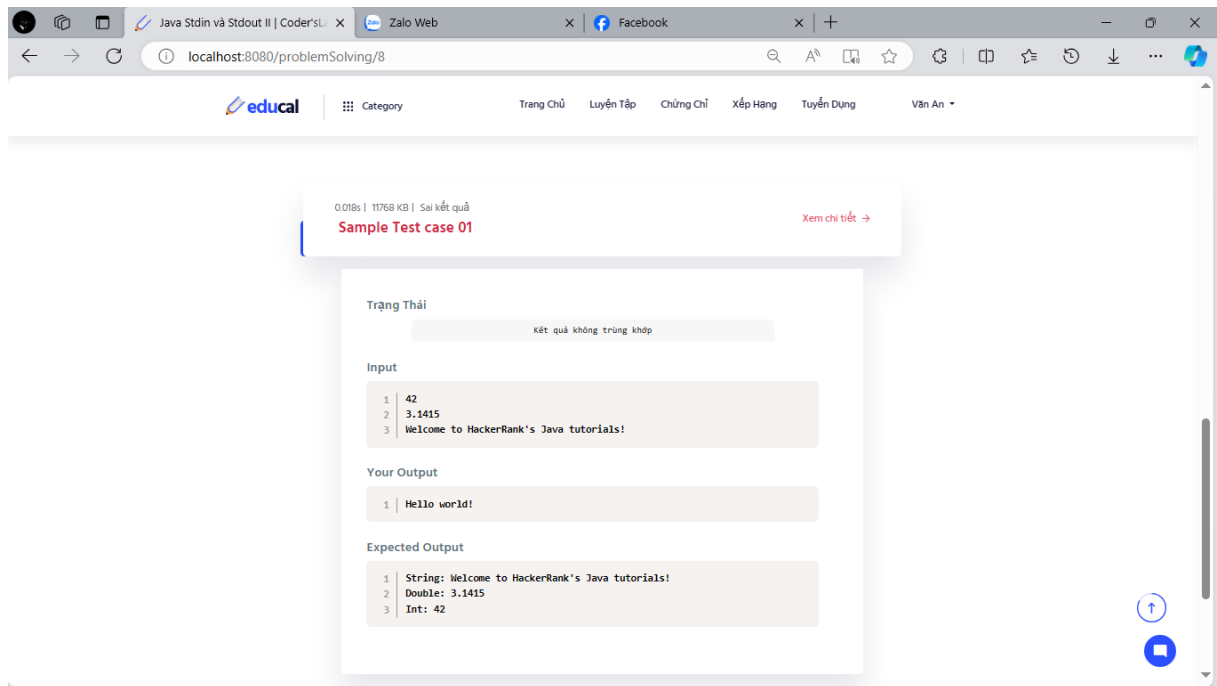 Java Stdin và Stdout II | Coder'sLa
Zalo Web
Facebook
localhost:8080/problemSolving/8
educal
Category
Trang Chủ
Luyện Tập
Chứng Chỉ
Xếp Hạng
Tuyển Dụng
Văn An
0.018s | 11768 KB | Sai kết quả
Sample Test case 01
Xem chi tiết →
Trạng Thái
Kết quả không trùng khớp
Input
1 42
2 3.1415
3 Welcome to HackerRank's Java tutorials!
Your Output
1 Hello world!
Expected Output
1 String: Welcome to HackerRank's Java tutorials!
2 Double: 3.1415
3 Int: 42